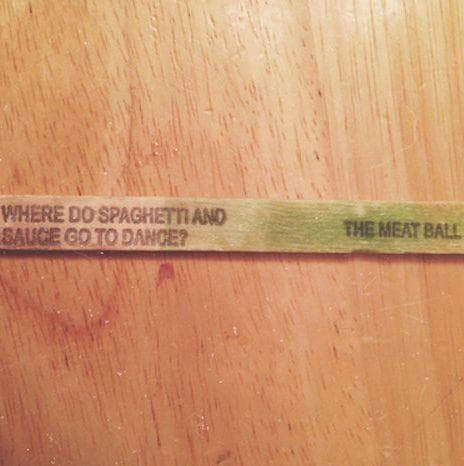 WHERE DO SPAGHETTI AND
SAUCE GO TO DANCE?
THE MEAT BALL